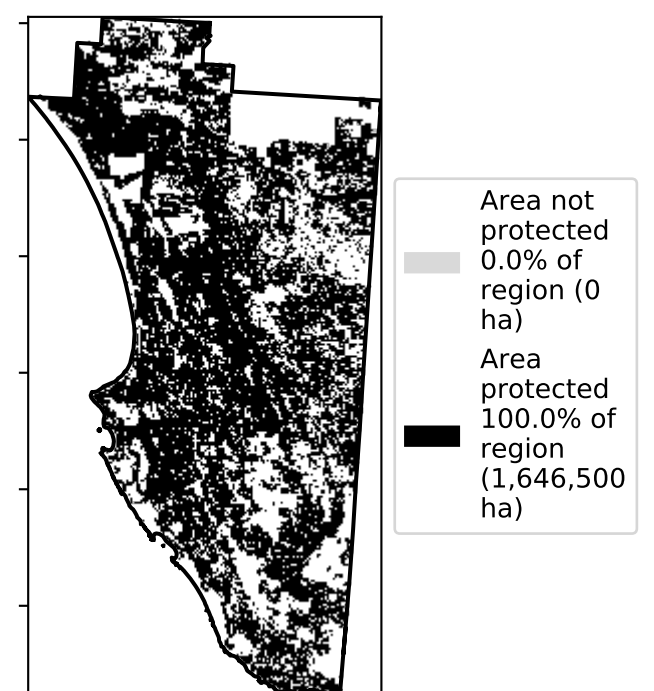 Area not
protected
0.0% of
region (0
ha)
Area
protected
100.0% of
region
(1,646,500
ha)